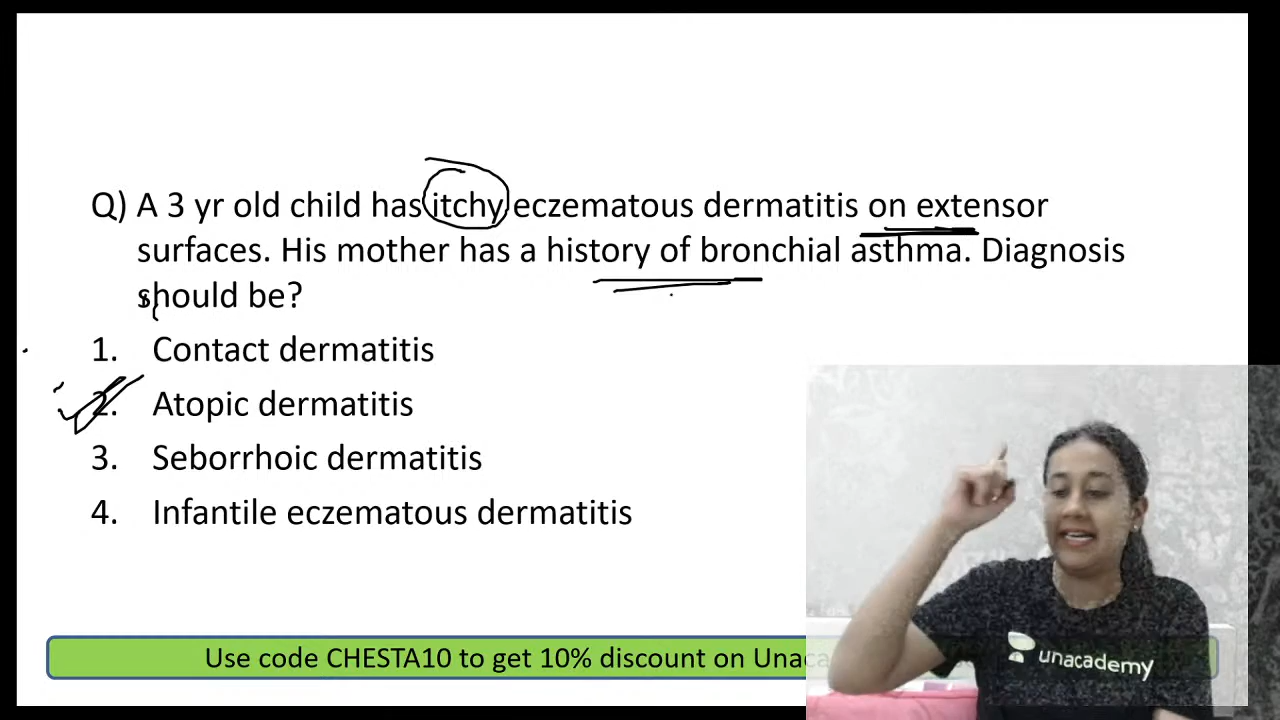 Q) A 3 yr old child has itchy eczematous dermatitis on extensor
surfaces. His mother has a history of bronchial asthma. Diagnosis
should be?
1. Contact dermatitis
2. Atopic dermatitis
3. Seborrhoic dermatitis
4. Infantile eczematous dermatitis
Use code CHESTA10 to get 10% discount on Unaca
unacademy